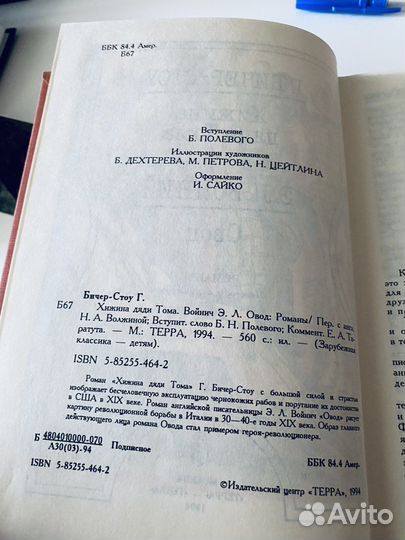 ББК 84.4 Амер.
Б67
Вступление
Б. ПОЛЕВОГО
Иллюстрации художников
Б. ДЕХТЕРЕВА, М. ПЕТРОВА, Н. ЦЕЙТЛИНА
Оформление
И. САЙКО
Бичер-Стоу Г.
Б67 Хижина дяди Тома. Войнич Э. Л. Овод: Романы/ Пер. с англ.
Н. А. Волжиной; Вступит. слово Б. Н. Полевого; Коммент. Е. А. Та-
ратута. — М.: ТЕРРА, 1994. — 560 с.: ил. — (Зарубежная
классика — детям).
ISBN 5-85255-464-2
Роман «Хижина дяди Тома» Г. Бичер-Стоу с большой силой и страстью
изображает бесчеловечную эксплуатацию чернокожих рабов и поругание их достоинства
в США в XIX веке. Роман английской писательницы Э. Л. Войнич «Овод» рисует
картину революционной борьбы в Италии в 30—40-е годы XIX века. Образ главного
действующего лица романа Овода стал примером героя-революционера.
Б 4804010000-070 Подписное
А30(03)-94
ББК 84.4 Амер.
ISBN 5-85255-464-2
©Издательский центр «ТЕРРА», 1994
Avito